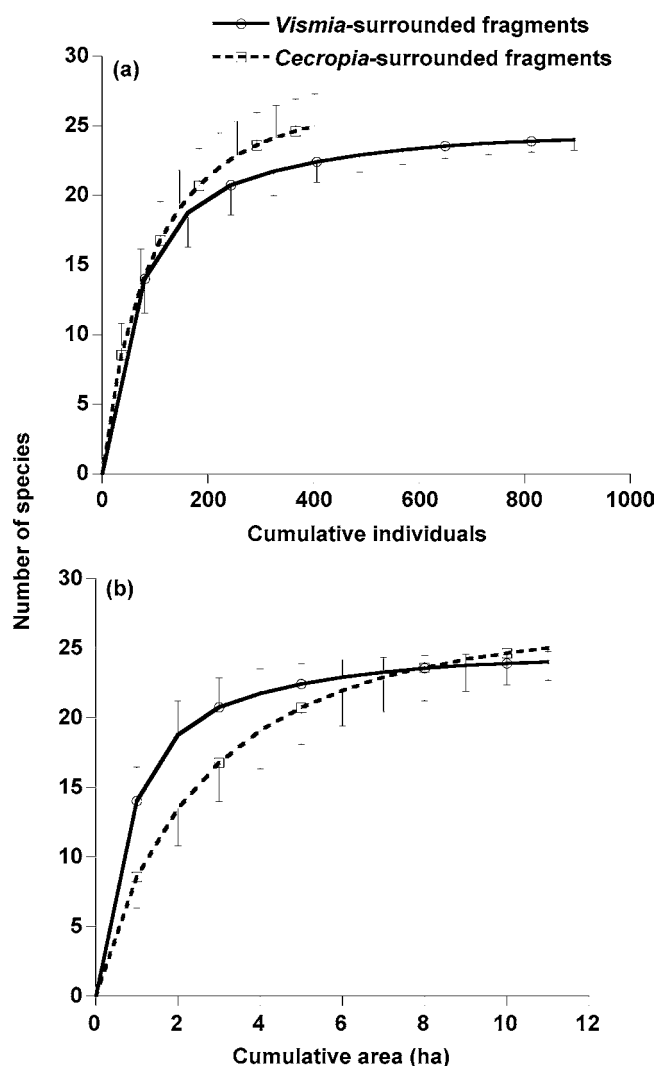 Vismia-surrounded fragments
Cecropia-surrounded fragments
(a)
30
25
20
15
10
5
0
0 200 400 600 800 1000
Cumulative individuals
Number of species
(b)
30
25
20
15
10
5
0
0 2 4 6 8 10 12
Cumulative area (ha)